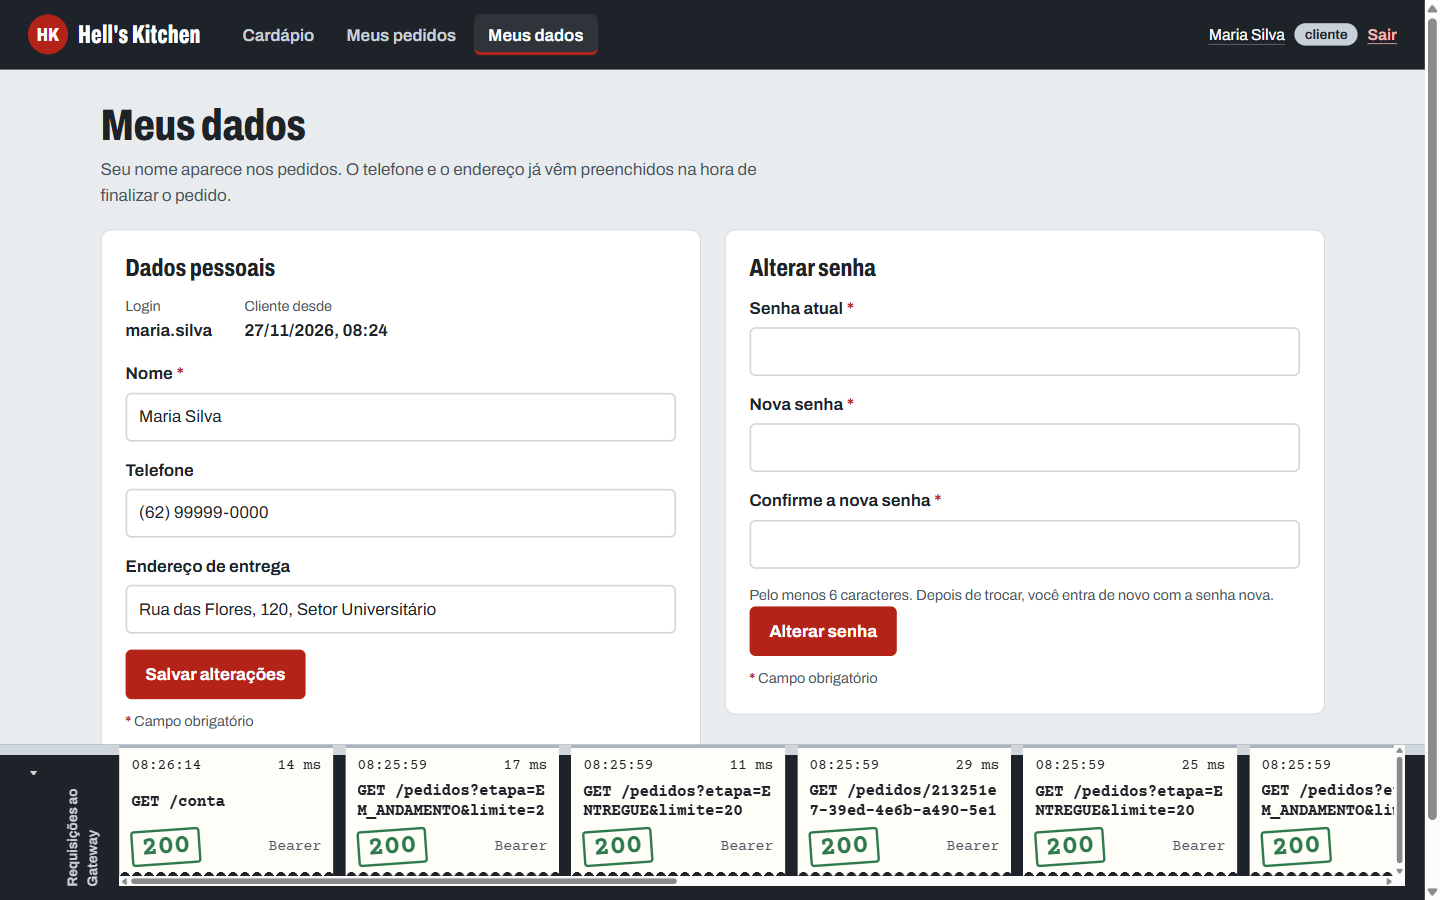 HK Hell's Kitchen Cardápio Meus pedidos Meus dados Maria Silva cliente Sair
Meus dados
Seu nome aparece nos pedidos. O telefone e o endereço já vêm preenchidos na hora de
finalizar o pedido.
Dados pessoais
Login Cliente desde
maria.silva 27/11/2026, 08:24
Nome *
Maria Silva
Telefone
(62) 99999-0000
Endereço de entrega
Rua das Flores, 120, Setor Universitário
Salvar alterações
* Campo obrigatório
Alterar senha
Senha atual *
Nova senha *
Confirme a nova senha *
Pelo menos 6 caracteres. Depois de trocar, você entra de novo com a senha nova.
Alterar senha
* Campo obrigatório
Requisições ao
Gateway
08:26:14 14 ms
GET /conta
200 Bearer
08:25:59 17 ms
GET /pedidos?etapa=E
M_ANDAMENTO&limite=2
200 Bearer
08:25:59 11 ms
GET /pedidos?etapa=E
NTREGUE&limite=20
200 Bearer
08:25:59 29 ms
GET /pedidos/213251e
7-39ed-4e6b-a490-5e1
200 Bearer
08:25:59 25 ms
GET /pedidos?etapa=E
NTREGUE&limite=20
200 Bearer
08:25:59
GET /pedidos?et
M_ANDAMENTO&li
200